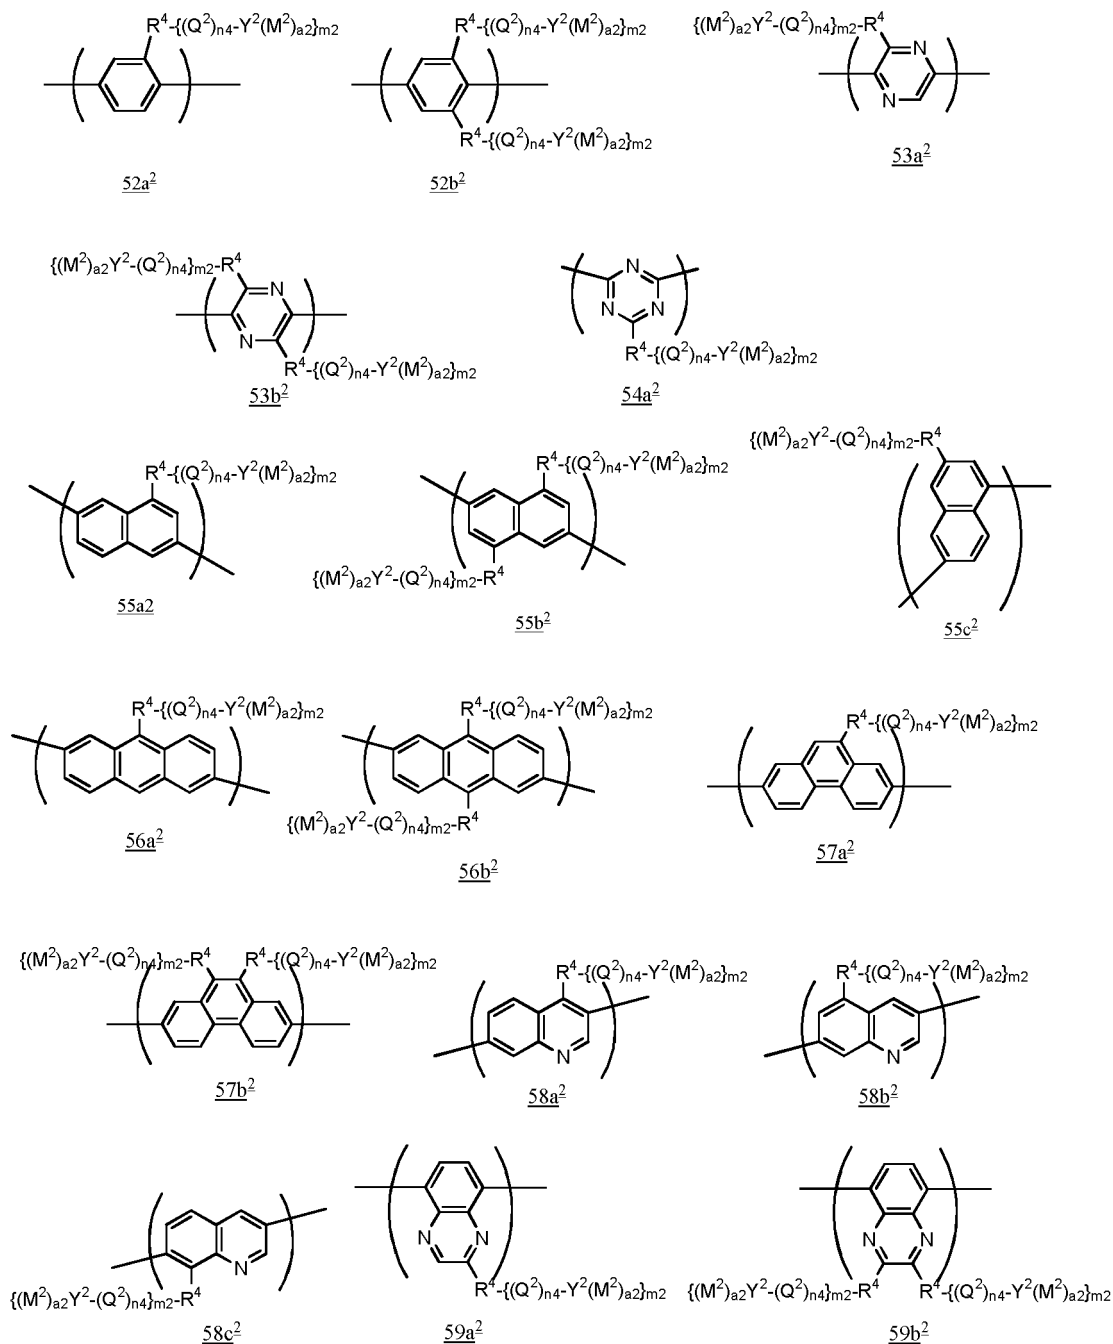 R⁴-{(Q²)n4-Y²(M²)a2}m2
R⁴-{(Q²)n4-Y²(M²)a2}m2
{(M²)a2Y²-(Q²)n4}m2-R⁴
N
N
R⁴-{(Q²)n4-Y²(M²)a2}m2
52a²
52b²
53a²
{(M²)a2Y²-(Q²)n4}m2-R⁴
N
N
R⁴-{(Q²)n4-Y²(M²)a2}m2
53b²
N
N
N
R⁴-{(Q²)n4-Y²(M²)a2}m2
54a²
R⁴-{(Q²)n4-Y²(M²)a2}m2
R⁴-{(Q²)n4-Y²(M²)a2}m2
{(M²)a2Y²-(Q²)n4}m2-R⁴
{(M²)a2Y²-(Q²)n4}m2-R⁴
55a2
55b²
55c²
R⁴-{(Q²)n4-Y²(M²)a2}m2
R⁴-{(Q²)n4-Y²(M²)a2}m2
R⁴-{(Q²)n4-Y²(M²)a2}m2
{(M²)a2Y²-(Q²)n4}m2-R⁴
56a²
56b²
57a²
{(M²)a2Y²-(Q²)n4}m2-R⁴
R⁴-{(Q²)n4-Y²(M²)a2}m2
R⁴-{(Q²)n4-Y²(M²)a2}m2
R⁴-{(Q²)n4-Y²(M²)a2}m2
N
N
57b²
58a²
58b²
N
{(M²)a2Y²-(Q²)n4}m2-R⁴
58c²
N
N
R⁴-{(Q²)n4-Y²(M²)a2}m2
59a²
N
N
{(M²)a2Y²-(Q²)n4}m2-R⁴
R⁴-{(Q²)n4-Y²(M²)a2}m2
59b²